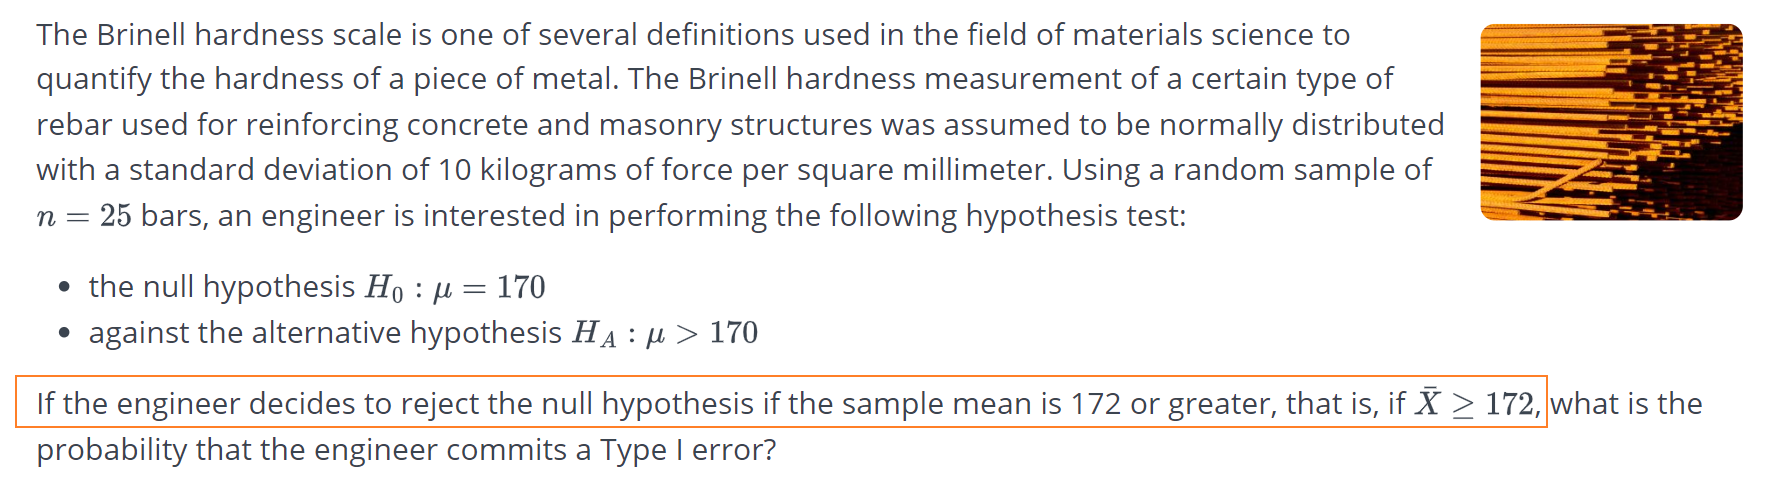 The Brinell hardness scale is one of several definitions used in the field of materials science to
quantify the hardness of a piece of metal. The Brinell hardness measurement of a certain type of
rebar used for reinforcing concrete and masonry structures was assumed to be normally distributed
with a standard deviation of 10 kilograms of force per square millimeter. Using a random sample of
n = 25 bars, an engineer is interested in performing the following hypothesis test:
• the null hypothesis H₀ : μ = 170
• against the alternative hypothesis H_A : μ > 170
If the engineer decides to reject the null hypothesis if the sample mean is 172 or greater, that is, if X̄ ≥ 172, what is the
probability that the engineer commits a Type I error?